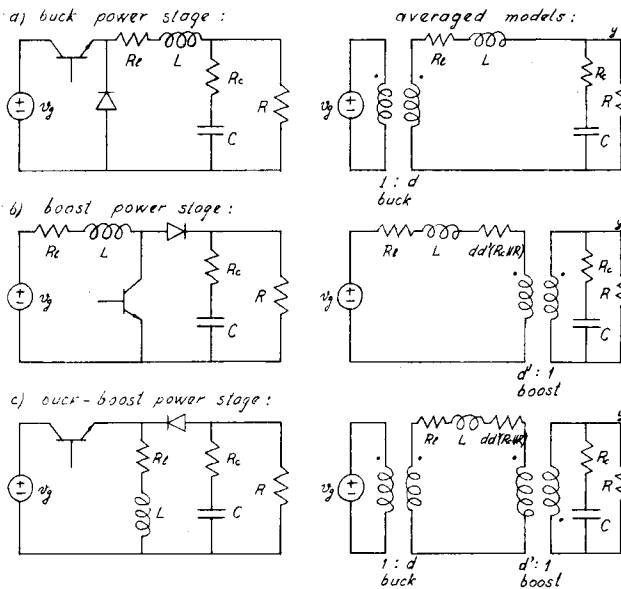 a) buck power stage:
averaged models:
Rℓ
L
Rc
C
R
vg
vg
Rℓ
L
y
Rc
R
C
1 : d
buck
b) boost power stage:
Rℓ
L
vg
Rc
C
R
vg
Rℓ
L
dd'(Rc∥R)
y
Rc
R
C
d' : 1
boost
c) buck-boost power stage:
vg
Rℓ
L
Rc
C
R
vg
Rℓ
L
dd'(Rc∥R)
y
Rc
R
C
1 : d
buck
d' : 1
boost